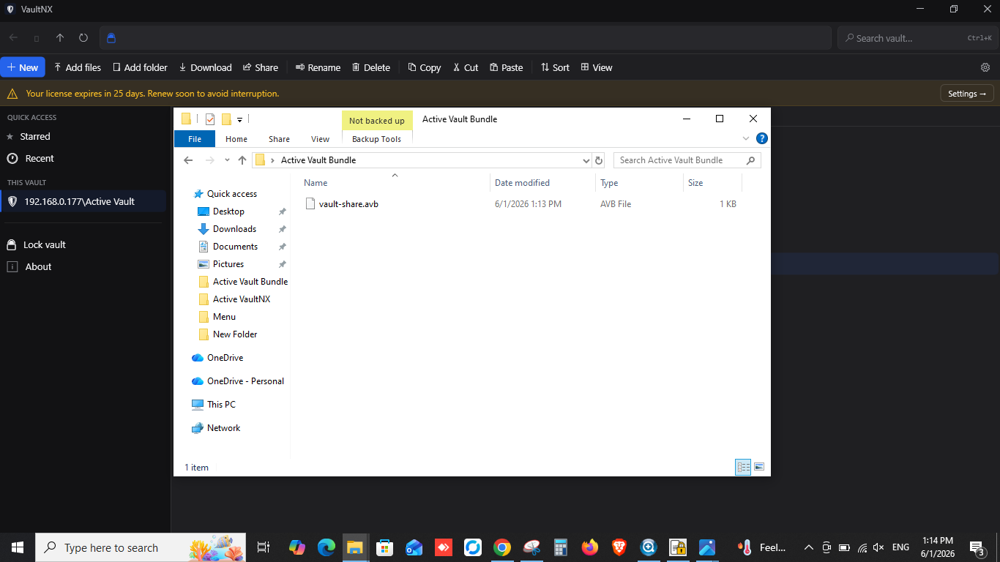 VaultNX
Search vault...
Ctrl+K
New
Add files
Add folder
Download
Share
Rename
Delete
Copy
Cut
Paste
Sort
View
Your license expires in 25 days. Renew soon to avoid interruption.
Settings →
QUICK ACCESS
Starred
Recent
THIS VAULT
192.168.0.177\Active Vault
Lock vault
About
Not backed up
Active Vault Bundle
File
Home
Share
View
Backup Tools
Active Vault Bundle
Search Active Vault Bundle
Name
Date modified
Type
Size
vault-share.avb
6/1/2026 1:13 PM
AVB File
1 KB
Quick access
Desktop
Downloads
Documents
Pictures
Active Vault Bundle
Active VaultNX
Menu
New Folder
OneDrive
OneDrive - Personal
This PC
Network
1 item
Type here to search
Feel...
ENG
1:14 PM
6/1/2026
3